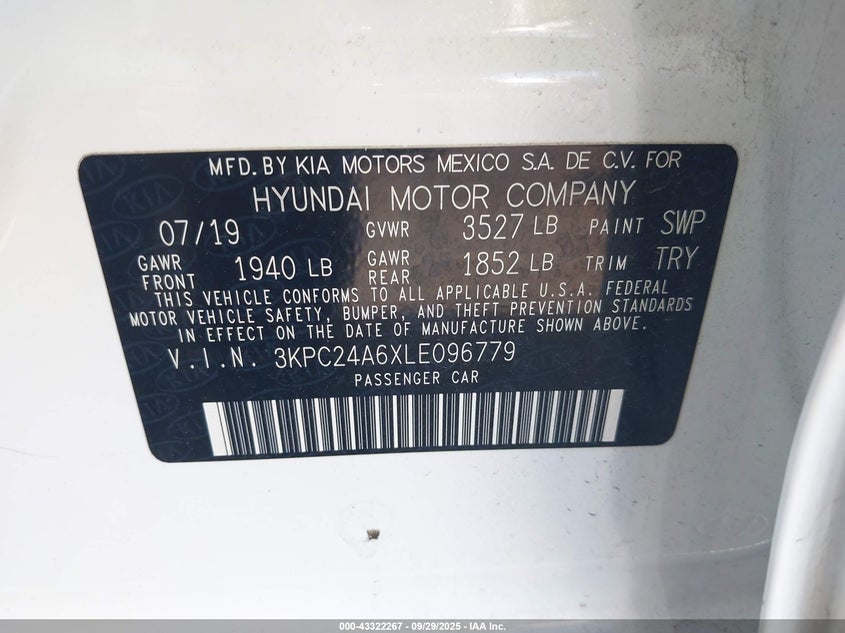 MFD. BY KIA MOTORS MEXICO S.A. DE C.V. FOR
HYUNDAI MOTOR COMPANY
07/19 GVWR 3527 LB PAINT SWP
GAWR FRONT 1940 LB GAWR REAR 1852 LB TRIM TRY
THIS VEHICLE CONFORMS TO ALL APPLICABLE U.S.A. FEDERAL
MOTOR VEHICLE SAFETY, BUMPER, AND THEFT PREVENTION STANDARDS
IN EFFECT ON THE DATE OF MANUFACTURE SHOWN ABOVE.
V.I.N. 3KPC24A6XLE096779
PASSENGER CAR
000-43322267 - 09/29/2025 - IAA Inc.